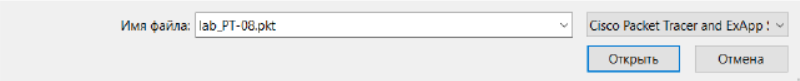 Имя файла: lab_PT-08.pkt Cisco Packet Tracer and ExApp
Открыть Отмена